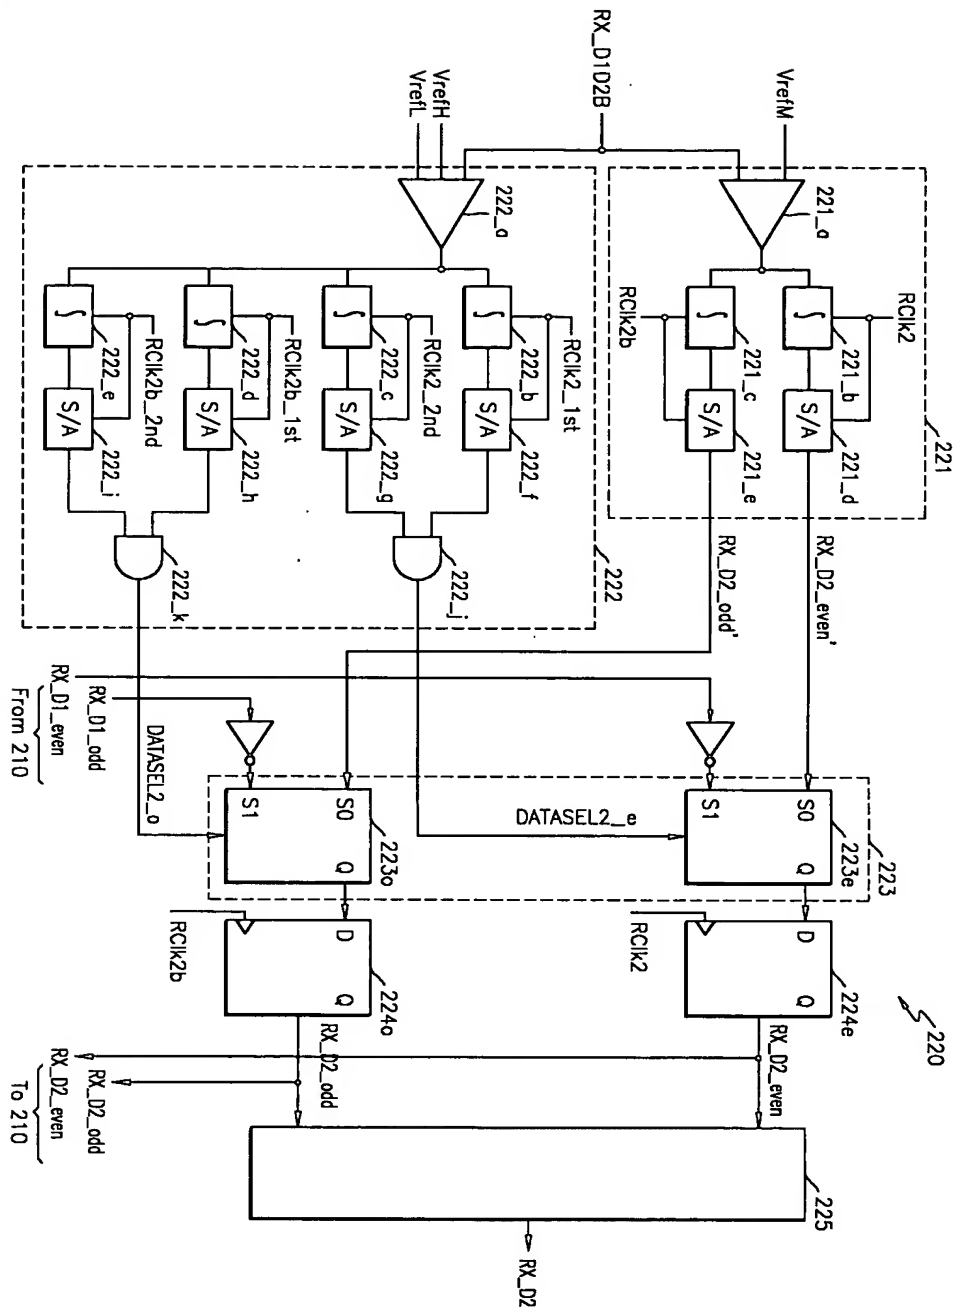 220
RX_D1D2B
VrefM
221_a
RClk2
221_b
221_d
S/A
RX_D2_even'
221
RClk2b
221_c
221_e
S/A
RX_D2_odd'
VrefH
VrefL
222_a
RClk2_1st
222_b
222_f
S/A
RClk2_2nd
222_c
222_g
S/A
222_j
RClk2b_1st
222_d
222_h
S/A
RClk2b_2nd
222_e
222_i
S/A
222_k
222
DATASEL2_e
DATASEL2_o
RX_D1_odd
RX_D1_even
From 210
S0
S1
Q
223e
223
S0
S1
Q
223o
D
Q
RClk2
224e
D
Q
RClk2b
224o
RX_D2_even
RX_D2_odd
RX_D2_odd
RX_D2_even
To 210
225
RX_D2